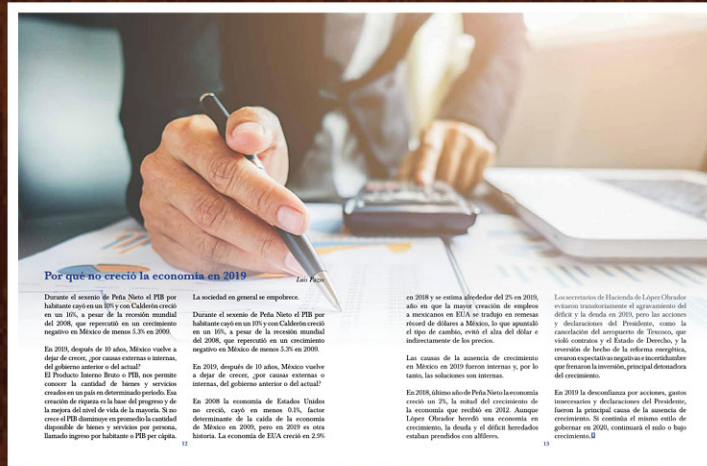 Por qué no creció la economía en 2019
Luis Pazos
Durante el sexenio de Peña Nieto el PIB por
habitante cayó en un 10% y con Calderón creció
en un 16%, a pesar de la recesión mundial
del 2008, que repercutió en un crecimiento
negativo en México de menos 5.3% en 2009.
En 2019, después de 10 años, México vuelve a
dejar de crecer, ¿por causas externas o internas,
del gobierno anterior o del actual?
El Producto Interno Bruto o PIB, nos permite
conocer la cantidad de bienes y servicios
creados en un país en determinado periodo. Esa
creación de riqueza es la base del progreso y de
la mejora del nivel de vida de la mayoría. Si no
crece el PIB disminuye en promedio la cantidad
disponible de bienes y servicios por persona,
llamado ingreso por habitante o PIB per cápita.
12
La sociedad en general se empobrece.
Durante el sexenio de Peña Nieto el PIB por
habitante cayó en un 10% y con Calderón creció
en un 16%, a pesar de la recesión mundial
del 2008, que repercutió en un crecimiento
negativo en México de menos 5.3% en 2009.
En 2019, después de 10 años, México vuelve
a dejar de crecer, ¿por causas externas o
internas, del gobierno anterior o del actual?
En 2008 la economía de Estados Unidos
no creció, cayó en menos 0.1%, factor
determinante de la caída de la economía
de México en 2009, pero en 2019 es otra
historia. La economía de EUA creció en 2.9%
en 2018 y se estima alrededor del 2% en 2019,
año en que la mayor creación de empleos
a mexicanos en EUA se tradujo en remesas
récord de dólares a México, lo que apuntaló
el tipo de cambio, evitó el alza del dólar e
indirectamente de los precios.
Las causas de la ausencia de crecimiento
en México en 2019 fueron internas y, por lo
tanto, las soluciones son internas.
En 2018, último año de Peña Nieto la economía
creció un 2%, la mitad del crecimiento de
la economía que recibió en 2012. Aunque
López Obrador heredó una economía en
crecimiento, la deuda y el déficit heredados
estaban prendidos con alfileres.
13
Los secretarios de Hacienda de López Obrador
evitaron transitoriamente el agravamiento del
déficit y la deuda en 2019, pero las acciones
y declaraciones del Presidente, como la
cancelación del aeropuerto de Texcoco, que
violó contratos y el Estado de Derecho, y la
reversión de hecho de la reforma energética,
crearon expectativas negativas e incertidumbre
que frenaron la inversión, principal detonadora
del crecimiento.
En 2019 la desconfianza por acciones, gastos
innecesarios y declaraciones del Presidente,
fueron la principal causa de la ausencia de
crecimiento. Si continúa el mismo estilo de
gobernar en 2020, continuará el nulo o bajo
crecimiento.